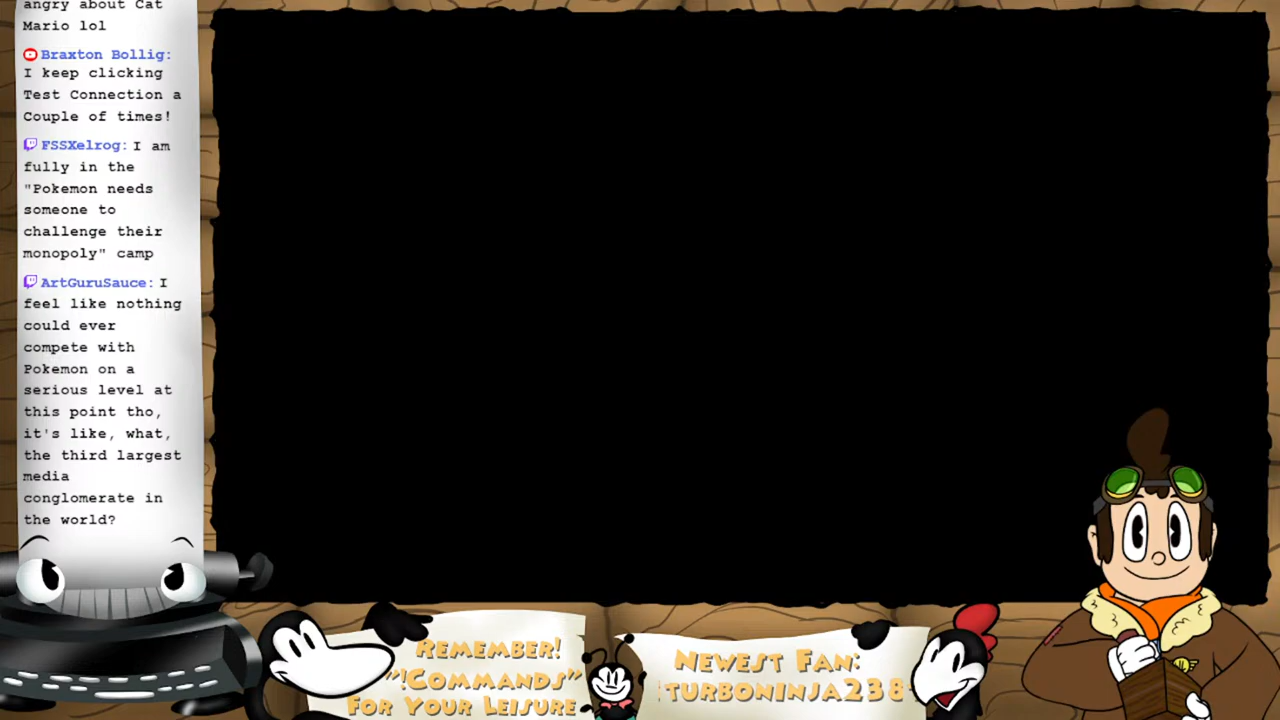 angry about Cat
Mario lol
Braxton Bollig:
I keep clicking
Test Connection a
Couple of times!
FSSXelrog: I am
fully in the
"Pokemon needs
someone to
challenge their
monopoly" camp
ArtGuruSauce: I
feel like nothing
could ever
compete with
Pokemon on a
serious level at
this point tho,
it's like, what,
the third largest
media
conglomerate in
the world?
Remember!
"!Commands"
For Your Leisure
Newest Fan:
turboninja238